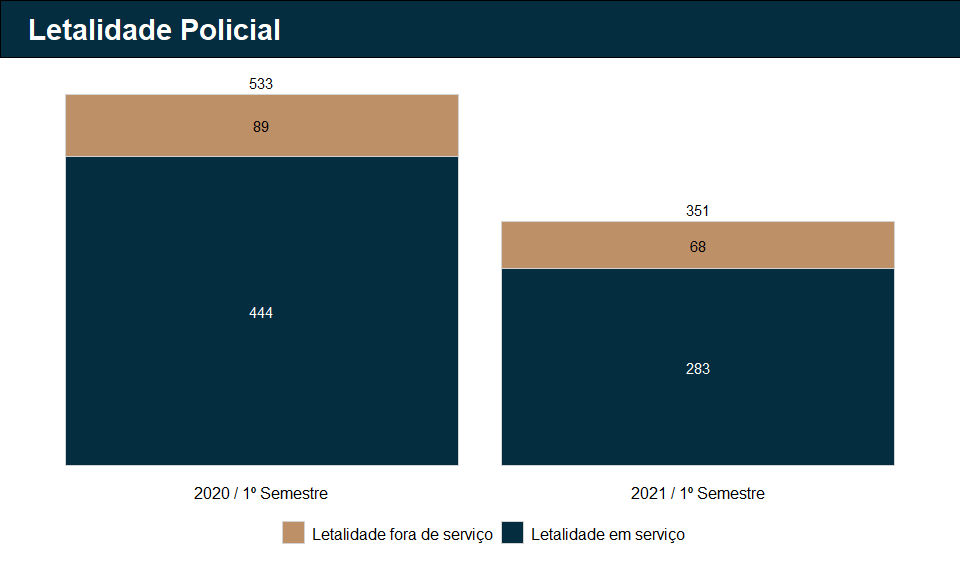 Letalidade Policial
533
89
444
351
68
283
2020 / 1º Semestre
2021 / 1º Semestre
Letalidade fora de serviço
Letalidade em serviço